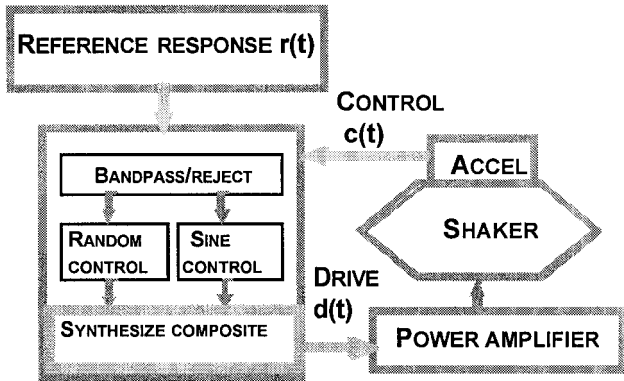 REFERENCE RESPONSE r(t)
CONTROL
c(t)
ACCEL
BANDPASS/REJECT
SHAKER
RANDOM
CONTROL
SINE
CONTROL
DRIVE
d(t)
SYNTHESIZE COMPOSITE
POWER AMPLIFIER